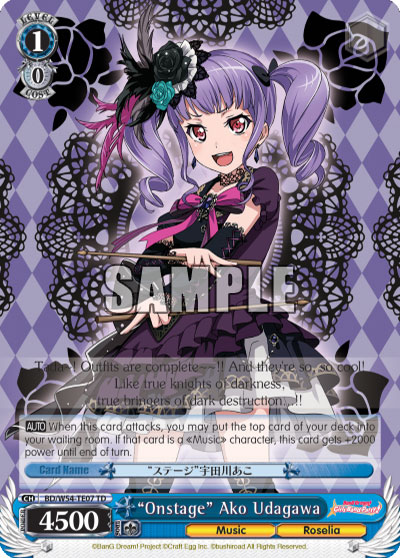 1
0
COST
SAMPLE
Ta-da~! Outfits are complete~~!! And they're so, so cool!
Like true knights of darkness,
true bringers of dark destruction...!!
AUTO When this card attacks, you may put the top card of your deck into
your waiting room. If that card is a «Music» character, this card gets +2000
power until end of turn.
Card Name
"ステージ"宇田川あこ
CH BD/W54-TE07 TD
4500
"Onstage" Ako Udagawa
Music
Roselia
©BanG Dream! Project ©Craft Egg Inc. ©bushiroad All Rights Reserved.